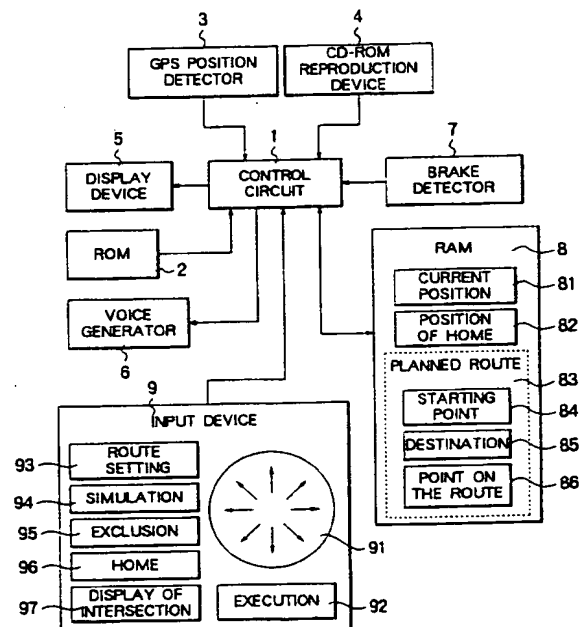 3
GPS POSITION
DETECTOR
4
CD-ROM
REPRODUCTION
DEVICE
5
DISPLAY
DEVICE
1
CONTROL
CIRCUIT
7
BRAKE
DETECTOR
ROM
2
VOICE
GENERATOR
6
RAM
8
CURRENT
POSITION
81
POSITION
OF HOME
82
PLANNED ROUTE
83
STARTING
POINT
84
DESTINATION
85
POINT ON
THE ROUTE
86
9
INPUT DEVICE
93
ROUTE
SETTING
94
SIMULATION
95
EXCLUSION
96
HOME
97
DISPLAY OF
INTERSECTION
91
EXECUTION
92